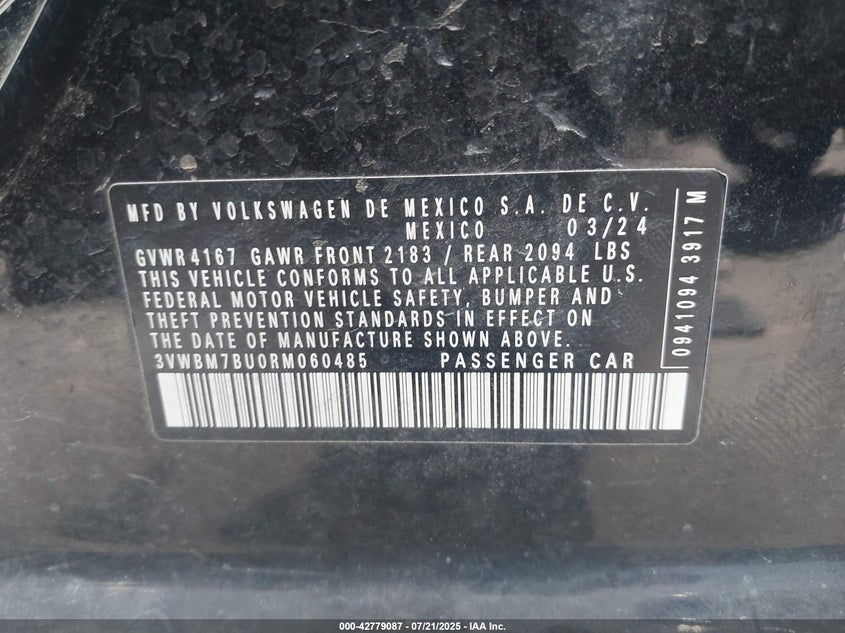 MFD BY VOLKSWAGEN DE MEXICO S.A. DE C.V.
MEXICO 03/24
GVWR 4167 GAWR FRONT 2183 / REAR 2094 LBS
THIS VEHICLE CONFORMS TO ALL APPLICABLE U.S.
FEDERAL MOTOR VEHICLE SAFETY, BUMPER AND
THEFT PREVENTION STANDARDS IN EFFECT ON
THE DATE OF MANUFACTURE SHOWN ABOVE.
3VWBM7BU0RM060485 PASSENGER CAR
0941094 3917 M
000-42779087 - 07/21/2025 - IAA Inc.